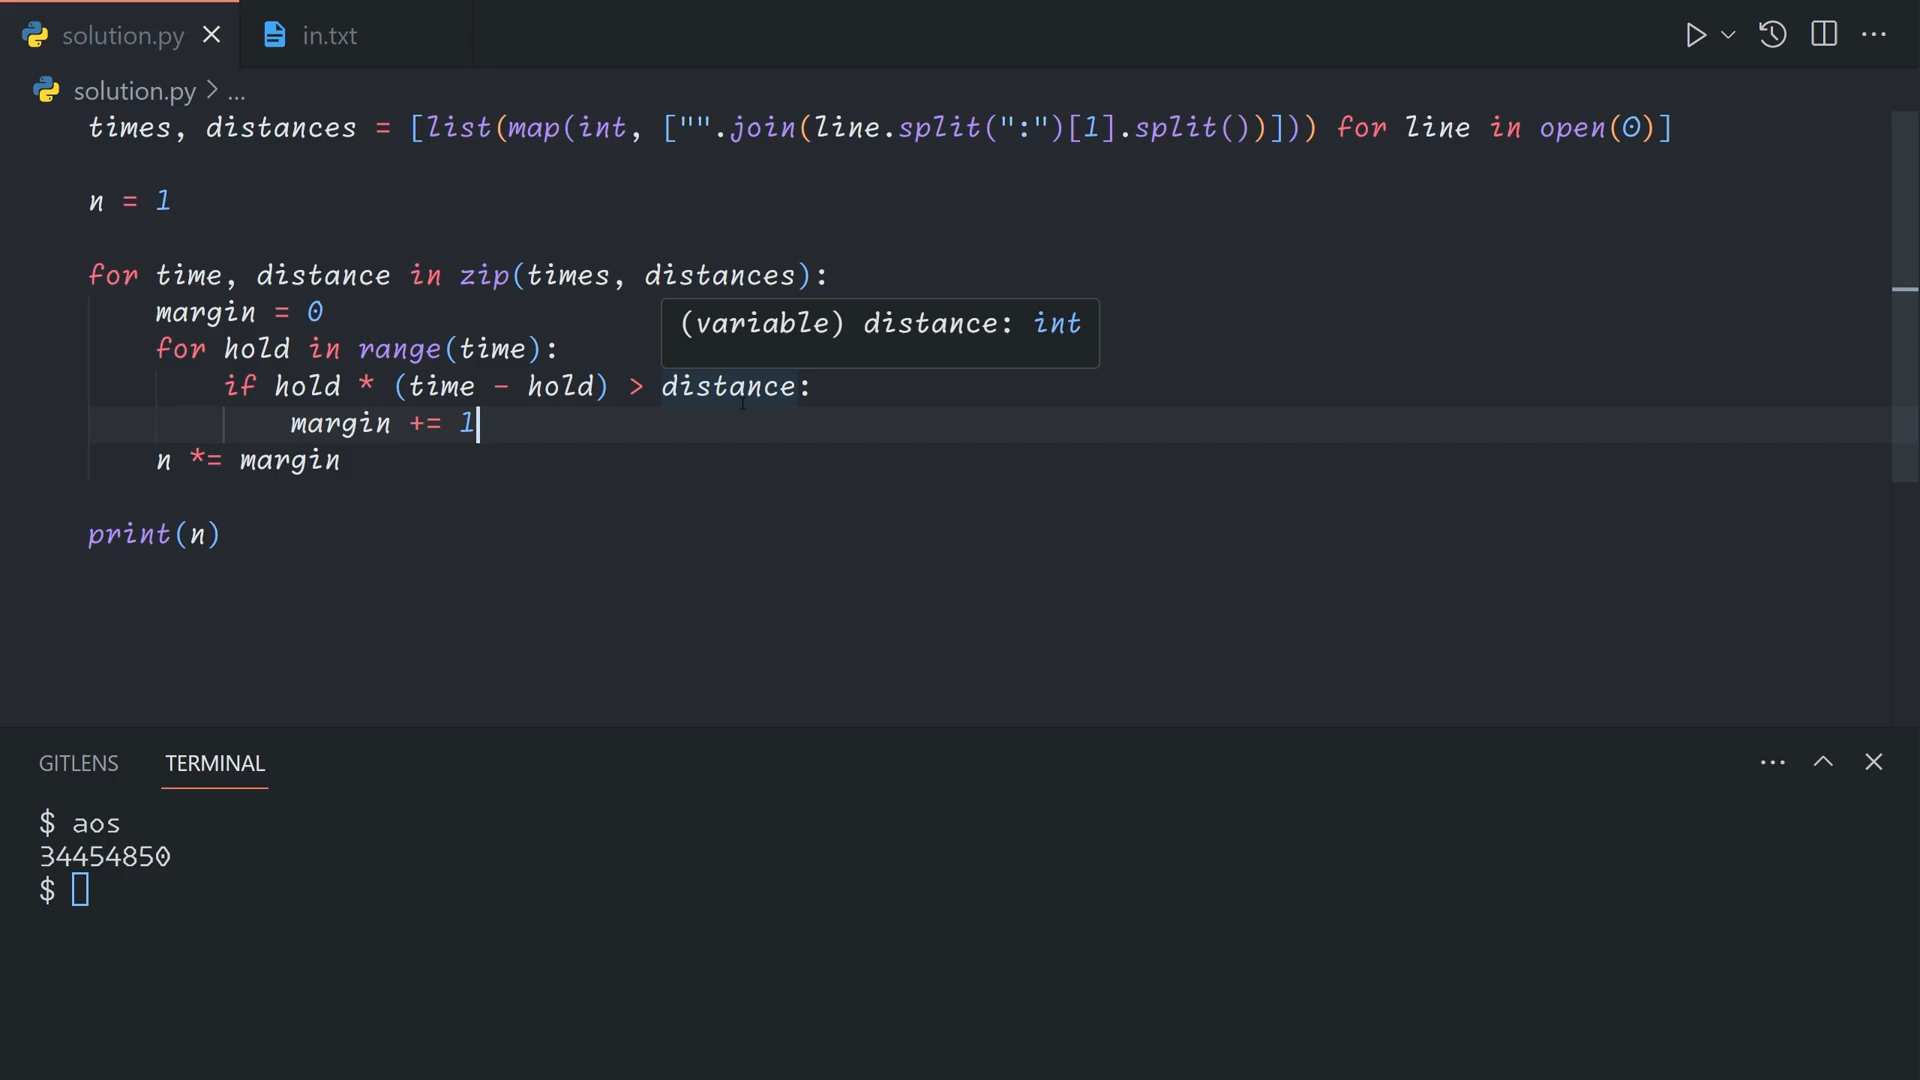 solution.py
in.txt
solution.py > ...
times, distances = [list(map(int, ["".join(line.split(":")[1].split())])) for line in open(0)]
n = 1
for time, distance in zip(times, distances):
margin = 0
(variable) distance: int
for hold in range(time):
if hold * (time - hold) > distance:
margin += 1
n *= margin
print(n)
GITLENS TERMINAL
$ aos
34454850
$